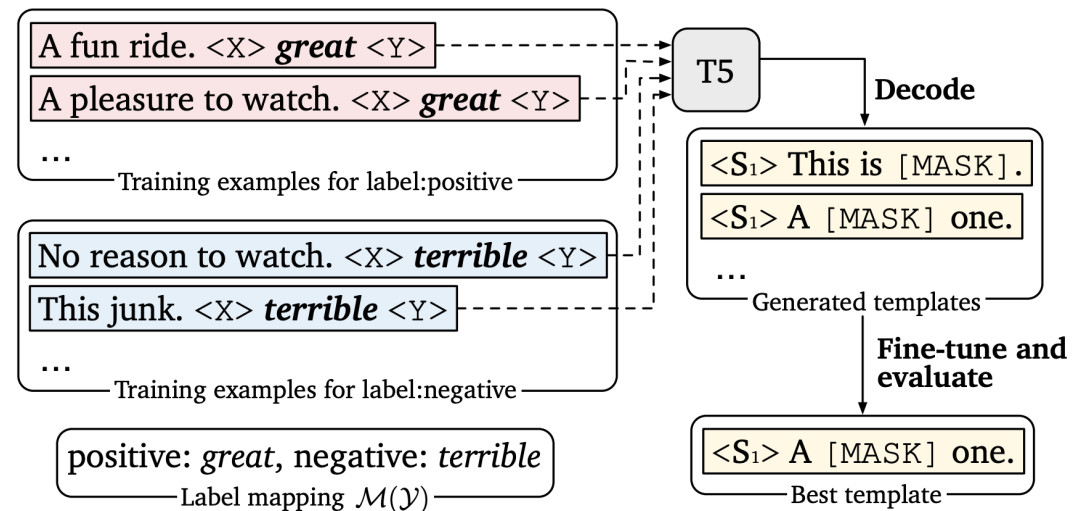 A fun ride. <X> great <Y>
A pleasure to watch. <X> great <Y>
...
Training examples for label:positive
No reason to watch. <X> terrible <Y>
This junk. <X> terrible <Y>
...
Training examples for label:negative
positive: great, negative: terrible
Label mapping ℳ(𝒴)
T5
Decode
<S₁> This is [MASK].
<S₁> A [MASK] one.
...
Generated templates
Fine-tune and
evaluate
<S₁> A [MASK] one.
Best template